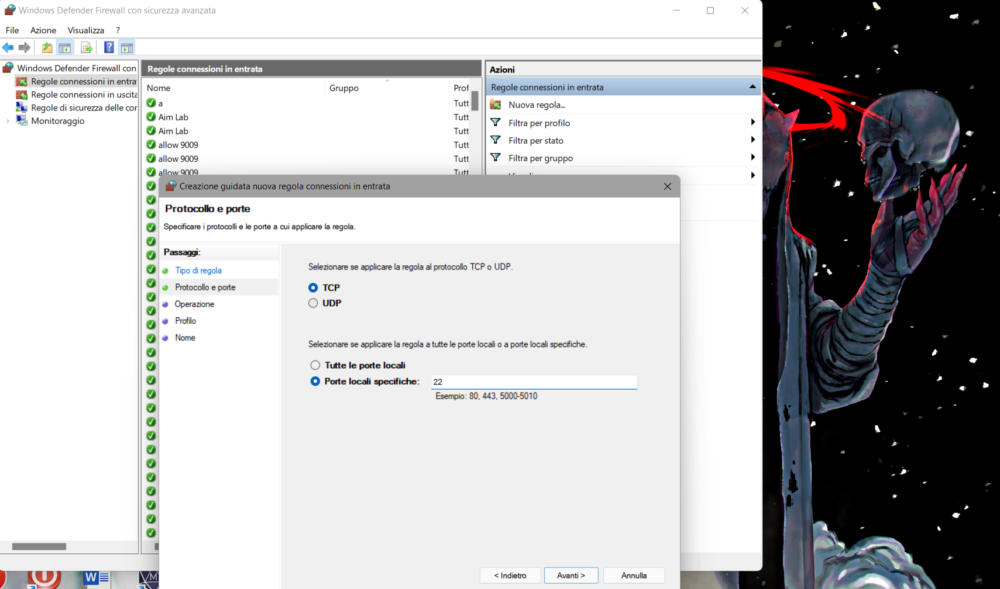 Windows Defender Firewall con sicurezza avanzata
File Azione Visualizza ?
Windows Defender Firewall con
Regole connessioni in entra
Regole connessioni in uscita
Regole di sicurezza delle cor
Monitoraggio
Regole connessioni in entrata
Nome Gruppo Prof
a Tutt
Aim Lab Tutt
Aim Lab Tutt
allow 9009 Tutt
allow 9009 Tutt
allow 9009 Tutt
Azioni
Regole connessioni in entrata
Nuova regola...
Filtra per profilo
Filtra per stato
Filtra per gruppo
Creazione guidata nuova regola connessioni in entrata
Protocollo e porte
Specificare i protocolli e le porte a cui applicare la regola.
Passaggi:
Tipo di regola
Protocollo e porte
Operazione
Profilo
Nome
Selezionare se applicare la regola al protocollo TCP o UDP.
TCP
UDP
Selezionare se applicare la regola a tutte le porte locali o a porte locali specifiche.
Tutte le porte locali
Porte locali specifiche: 22
Esempio: 80, 443, 5000-5010
< Indietro Avanti > Annulla
W
VM